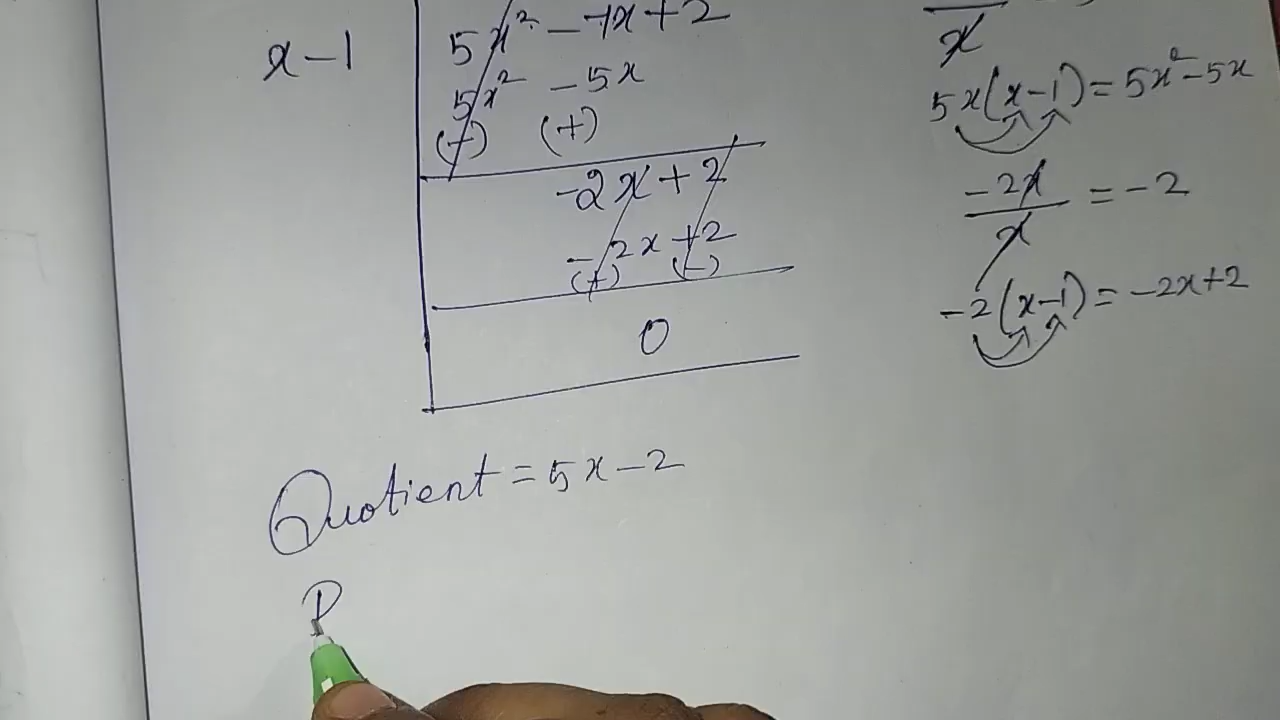 x-1
5x² -7x+2
5x² -5x
(-) (+)
-2x+2
-2x+2
(+) (-)
0
Quotient = 5x-2
x
5x(x-1)= 5x²-5x
-2x/x = -2
-2(x-1)= -2x+2